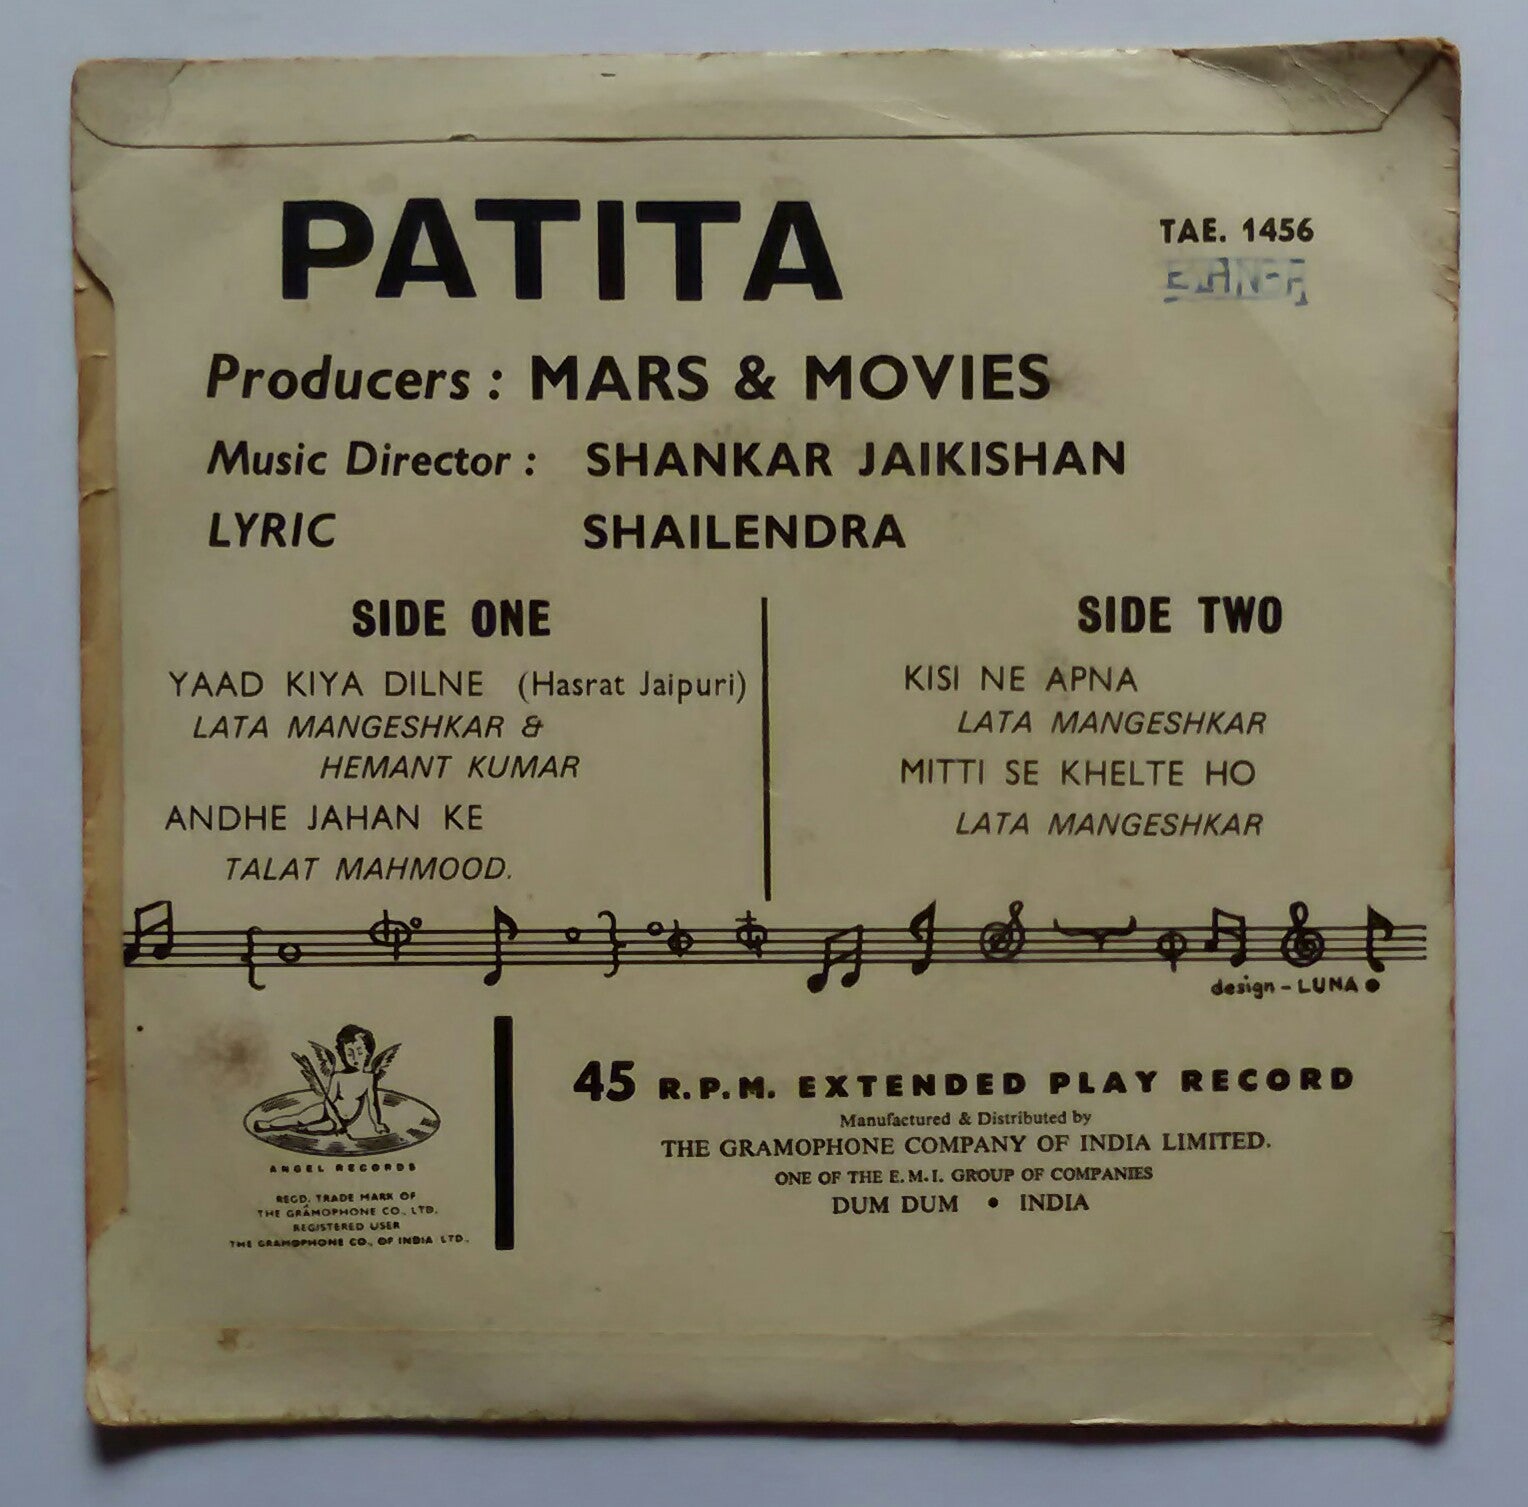 PATITA
TAE. 1456
Producers : MARS & MOVIES
Music Director : SHANKAR JAIKISHAN
LYRIC SHAILENDRA
SIDE ONE
YAAD KIYA DILNE (Hasrat Jaipuri)
LATA MANGESHKAR &
HEMANT KUMAR
ANDHE JAHAN KE
TALAT MAHMOOD.
SIDE TWO
KISI NE APNA
LATA MANGESHKAR
MITTI SE KHELTE HO
LATA MANGESHKAR
design - LUNA
ANGEL RECORDS
REGD. TRADE MARK OF
THE GRAMOPHONE CO., LTD.
REGISTERED USER
THE GRAMOPHONE CO., OF INDIA LTD.
45 R.P.M. EXTENDED PLAY RECORD
Manufactured & Distributed by
THE GRAMOPHONE COMPANY OF INDIA LIMITED.
ONE OF THE E.M.I. GROUP OF COMPANIES
DUM DUM • INDIA